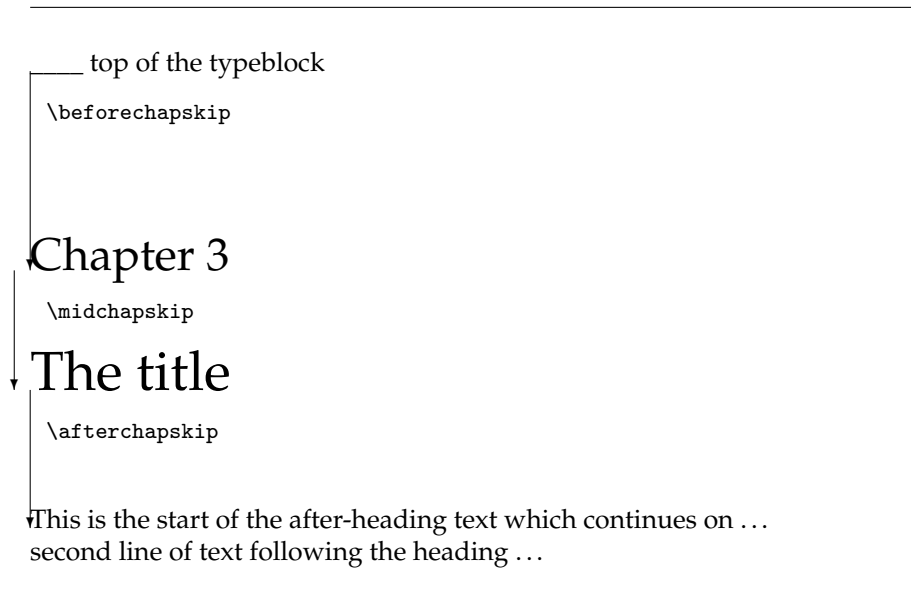 ____ top of the typeblock
\beforechapskip
Chapter 3
\midchapskip
The title
\afterchapskip
This is the start of the after-heading text which continues on ...
second line of text following the heading ...